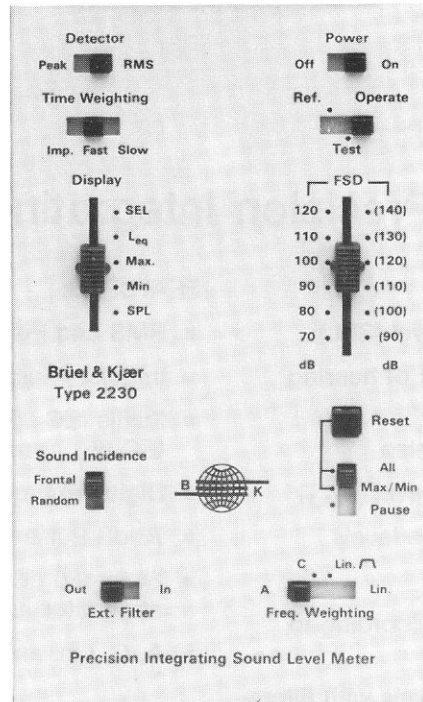 Detector
Power
Peak RMS
Off On
Time Weighting
Ref. Operate
Imp. Fast Slow
Test
Display
FSD
SEL
120 (140)
Leq
110 (130)
Max.
100 (120)
Min
90 (110)
SPL
80 (100)
70 (90)
dB dB
Brüel & Kjær
Type 2230
Reset
Sound Incidence
All
Frontal
Max/Min
Random
Pause
B K
C Lin.
Out In
A Lin.
Ext. Filter
Freq. Weighting
Precision Integrating Sound Level Meter